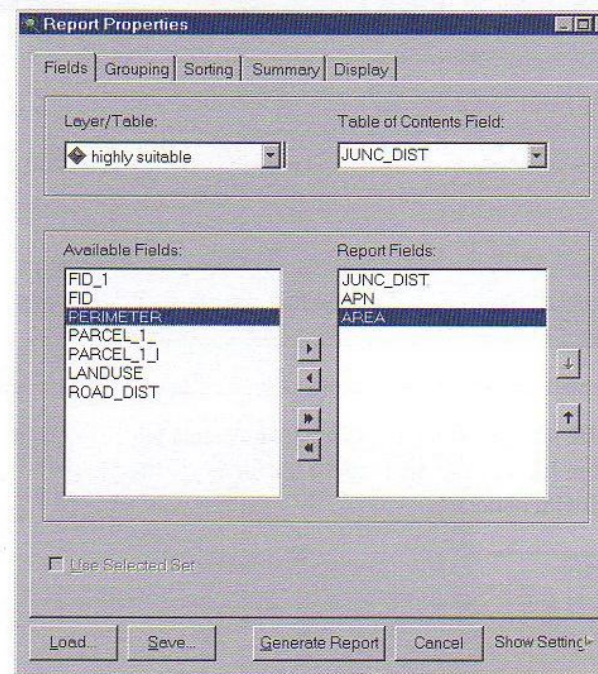 Report Properties
Fields Grouping Sorting Summary Display
Layer/Table:
highly suitable
Table of Contents Field:
JUNC_DIST
Available Fields:
FID_1
FID
PERIMETER
PARCEL_1_
PARCEL_1_I
LANDUSE
ROAD_DIST
Report Fields:
JUNC_DIST
APN
AREA
Use Selected Set
Load... Save... Generate Report Cancel Show Setting